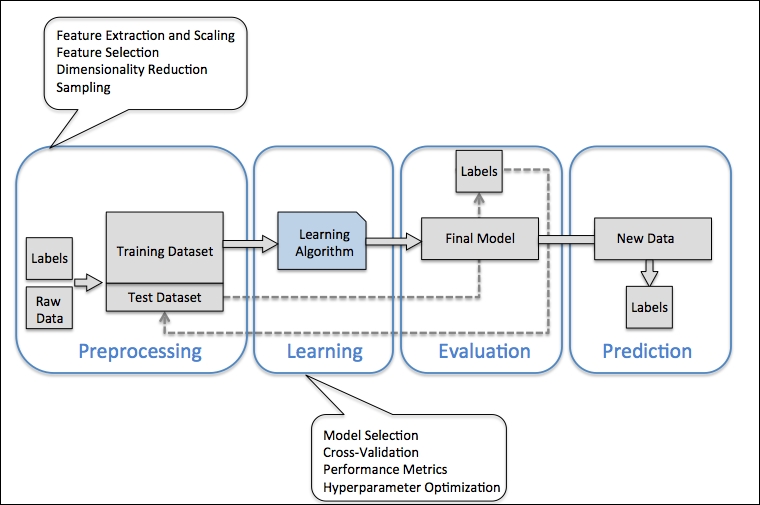 Feature Extraction and Scaling
Feature Selection
Dimensionality Reduction
Sampling
Labels
Raw
Data
Training Dataset
Test Dataset
Preprocessing
Learning
Algorithm
Learning
Labels
Final Model
Evaluation
New Data
Labels
Prediction
Model Selection
Cross-Validation
Performance Metrics
Hyperparameter Optimization